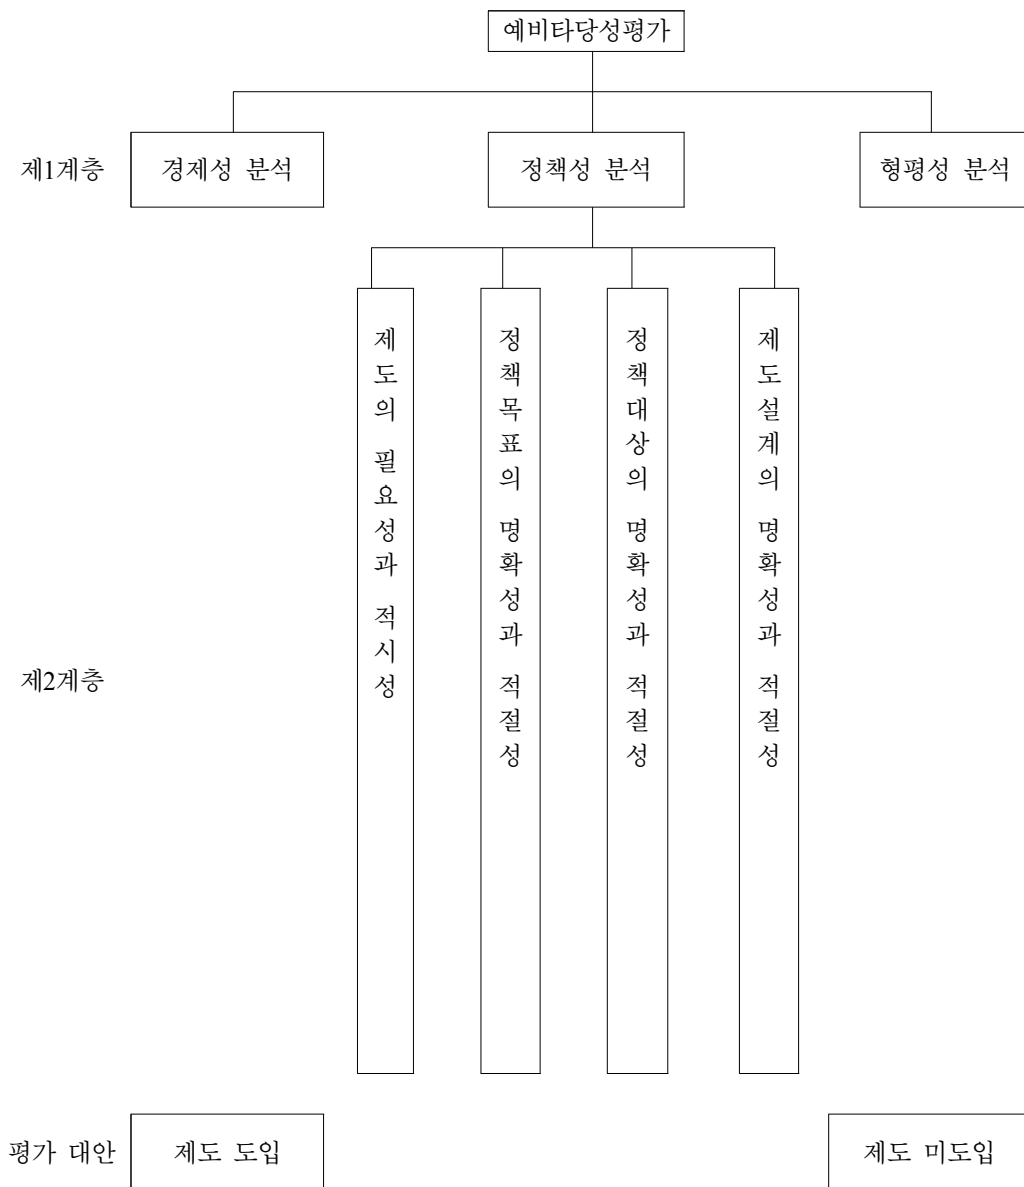 예비타당성평가
제1계층
경제성 분석
정책성 분석
형평성 분석
제2계층
제도의 필요성과 적시성
정책목표의 명확성과 적절성
정책대상의 명확성과 적절성
제도설계의 명확성과 적절성
평가 대안
제도 도입
제도 미도입